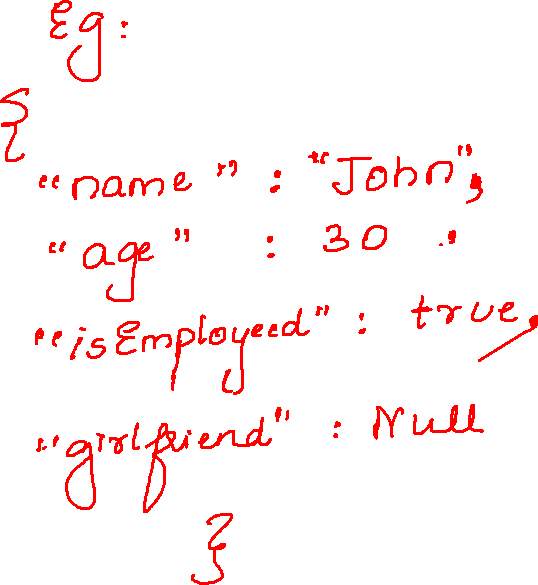 Eg:
{
"name" : "John",
"age" : 30 .
"isEmployeed" : true,
"girlfriend" : Null
}